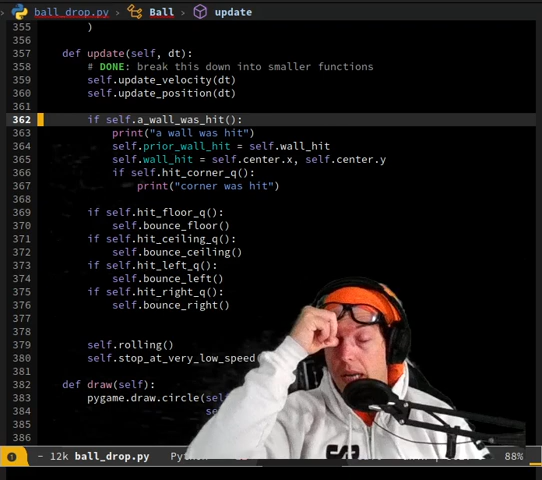 ball_drop.py > Ball > update
355 )
356
357 def update(self, dt):
358 # DONE: break this down into smaller functions
359 self.update_velocity(dt)
360 self.update_position(dt)
361
362 if self.a_wall_was_hit():
363 print("a wall was hit")
364 self.prior_wall_hit = self.wall_hit
365 self.wall_hit = self.center.x, self.center.y
366 if self.hit_corner_q():
367 print("corner was hit")
368
369 if self.hit_floor_q():
370 self.bounce_floor()
371 if self.hit_ceiling_q():
372 self.bounce_ceiling()
373 if self.hit_left_q():
374 self.bounce_left()
375 if self.hit_right_q():
376 self.bounce_right()
377
378
379 self.rolling()
380 self.stop_at_very_low_speed(
381
382 def draw(self):
383 pygame.draw.circle(
384
385
386
- 12k ball_drop.py 88%